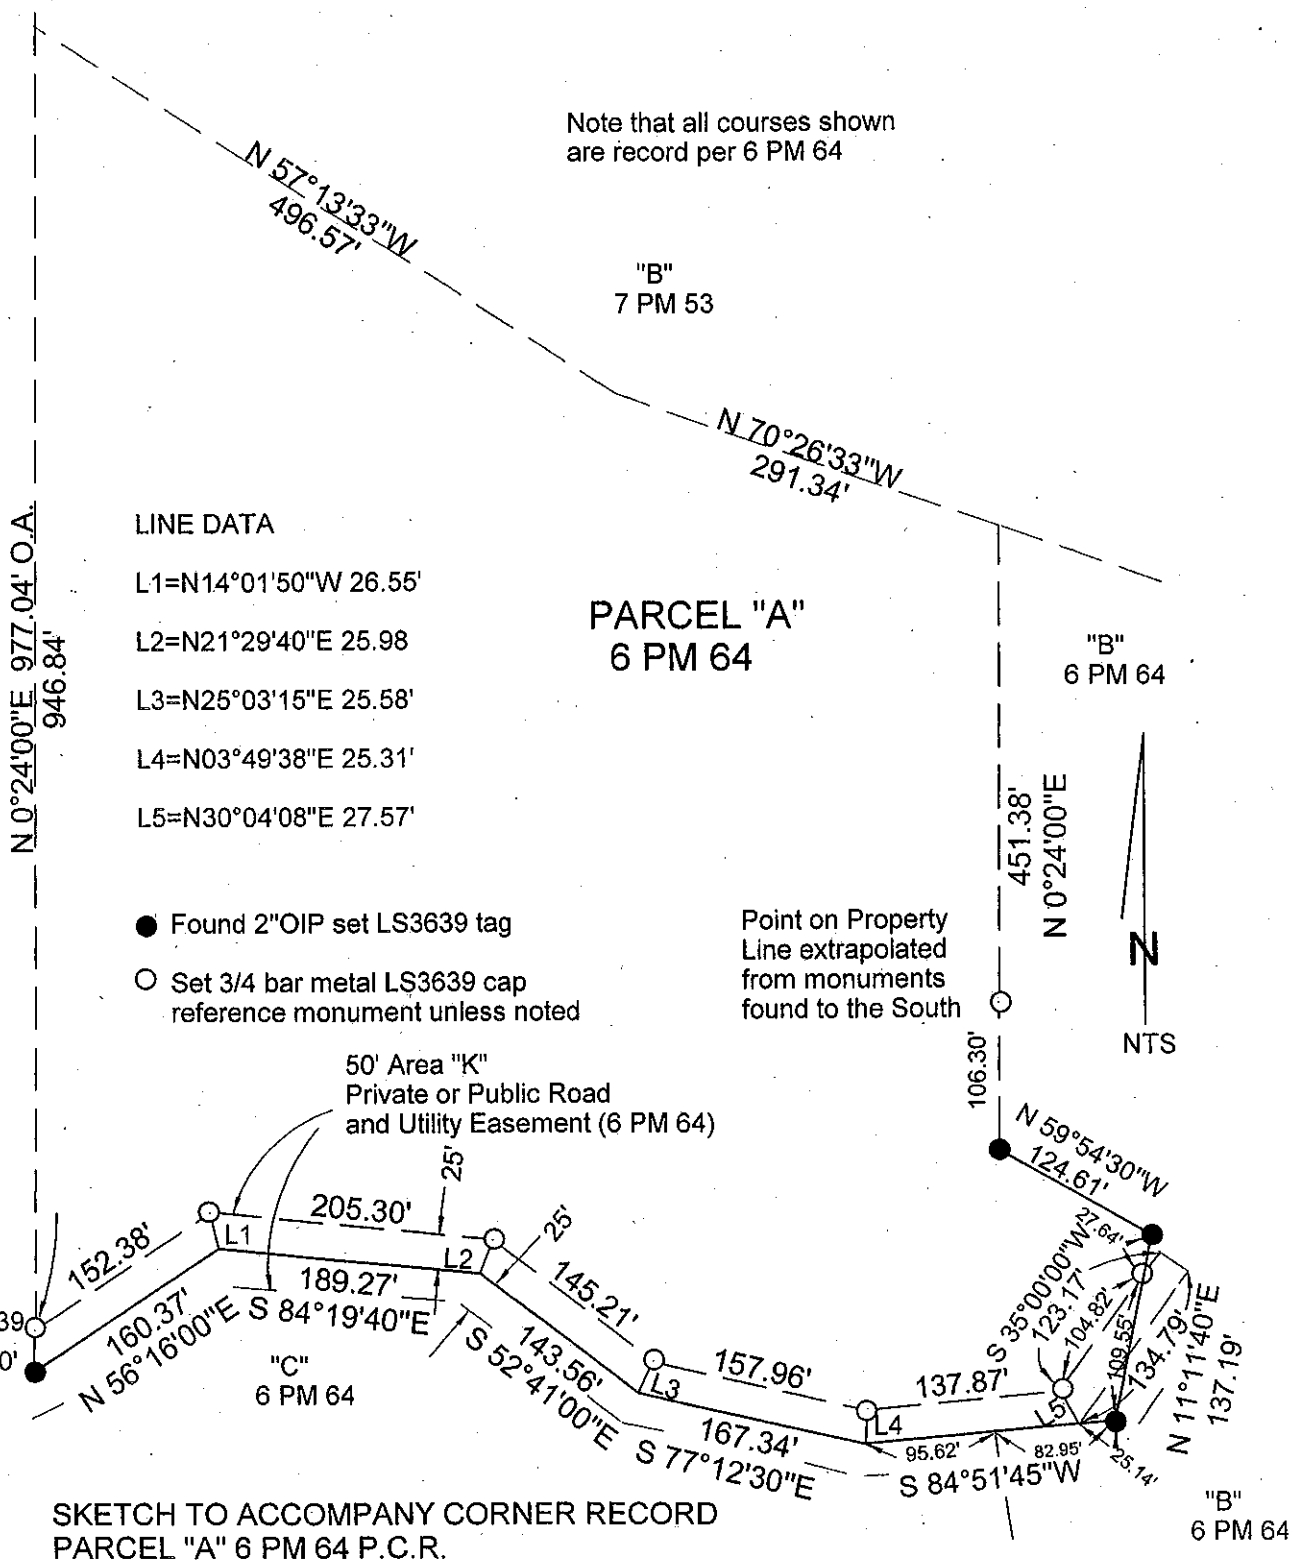 Note that all courses shown
are record per 6 PM 64
N 57°13'33"W
496.57'
"B"
7 PM 53
N 70°26'33"W
291.34'
N 0°24'00"E 977.04' O.A.
946.84'
LINE DATA
L1=N14°01'50"W 26.55'
L2=N21°29'40"E 25.98
L3=N25°03'15"E 25.58'
L4=N03°49'38"E 25.31'
L5=N30°04'08"E 27.57'
PARCEL "A"
6 PM 64
"B"
6 PM 64
451.38'
N 0°24'00"E
N
NTS
Found 2"OIP set LS3639 tag
Set 3/4 bar metal LS3639 cap
reference monument unless noted
Point on Property
Line extrapolated
from monuments
found to the South
106.30'
50' Area "K"
Private or Public Road
and Utility Easement (6 PM 64)
N 59°54'30"W
124.61'
27.64'
S 35°00'00"W
123.17'
104.82'
109.55'
134.79'
N 11°11'40"E
137.19'
25'
25'
152.38'
L1
205.30'
L2
145.21'
L3
157.96'
L4
137.87'
L5
39
0'
160.37'
N 56°16'00"E
189.27'
S 84°19'40"E
143.56'
S 52°41'00"E
167.34'
S 77°12'30"E
95.62'
82.95'
25.14'
S 84°51'45"W
"C"
6 PM 64
"B"
6 PM 64
SKETCH TO ACCOMPANY CORNER RECORD
PARCEL "A" 6 PM 64 P.C.R.